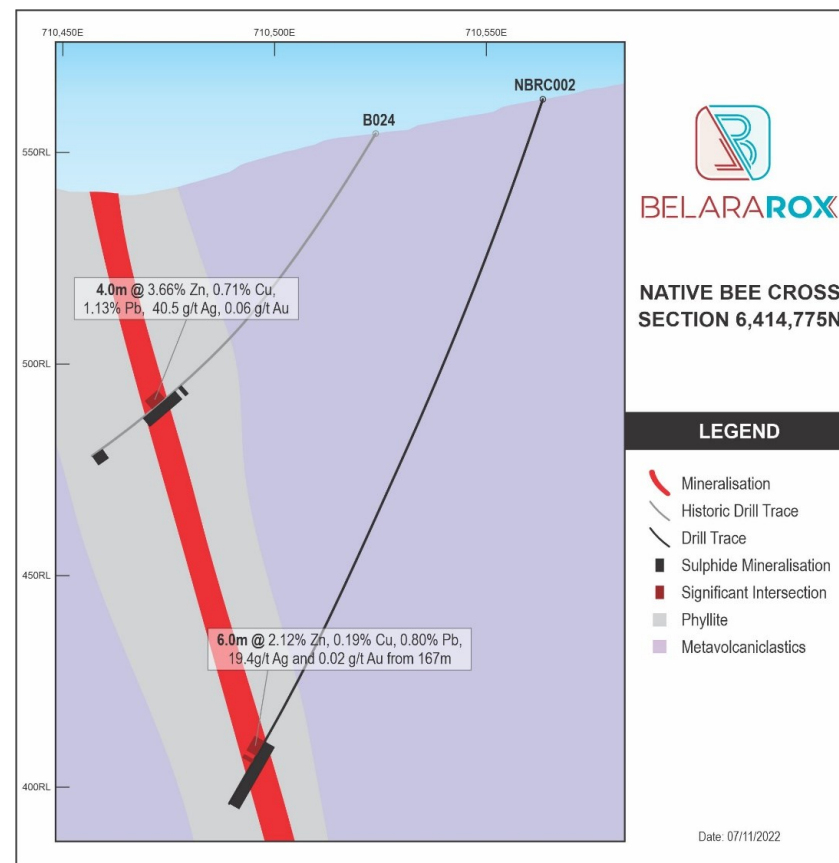 710,450E
710,500E
710,550E
NBRC002
B024
550RL
BELARAROX
NATIVE BEE CROSS
SECTION 6,414,775N
4.0m @ 3.66% Zn, 0.71% Cu,
1.13% Pb, 40.5 g/t Ag, 0.06 g/t Au
500RL
LEGEND
Mineralisation
Historic Drill Trace
Drill Trace
Sulphide Mineralisation
Significant Intersection
Phyllite
Metavolcaniclastics
450RL
6.0m @ 2.12% Zn, 0.19% Cu, 0.80% Pb,
19.4g/t Ag and 0.02 g/t Au from 167m
400RL
Date: 07/11/2022